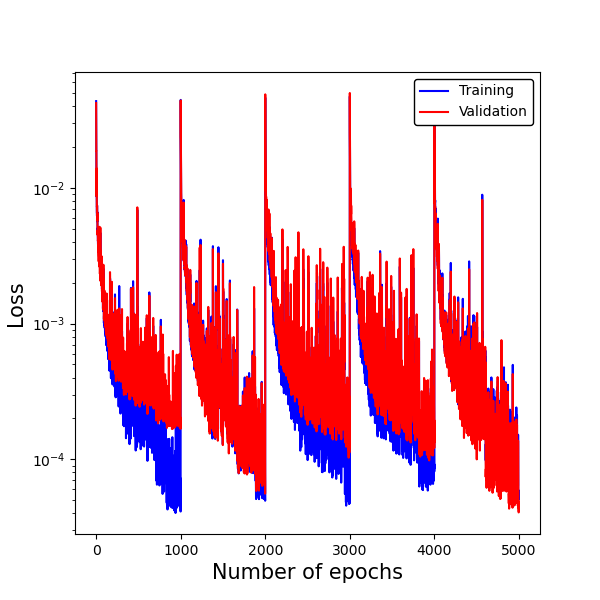 Training
Validation
10⁻²
10⁻³
10⁻⁴
Loss
0 1000 2000 3000 4000 5000
Number of epochs